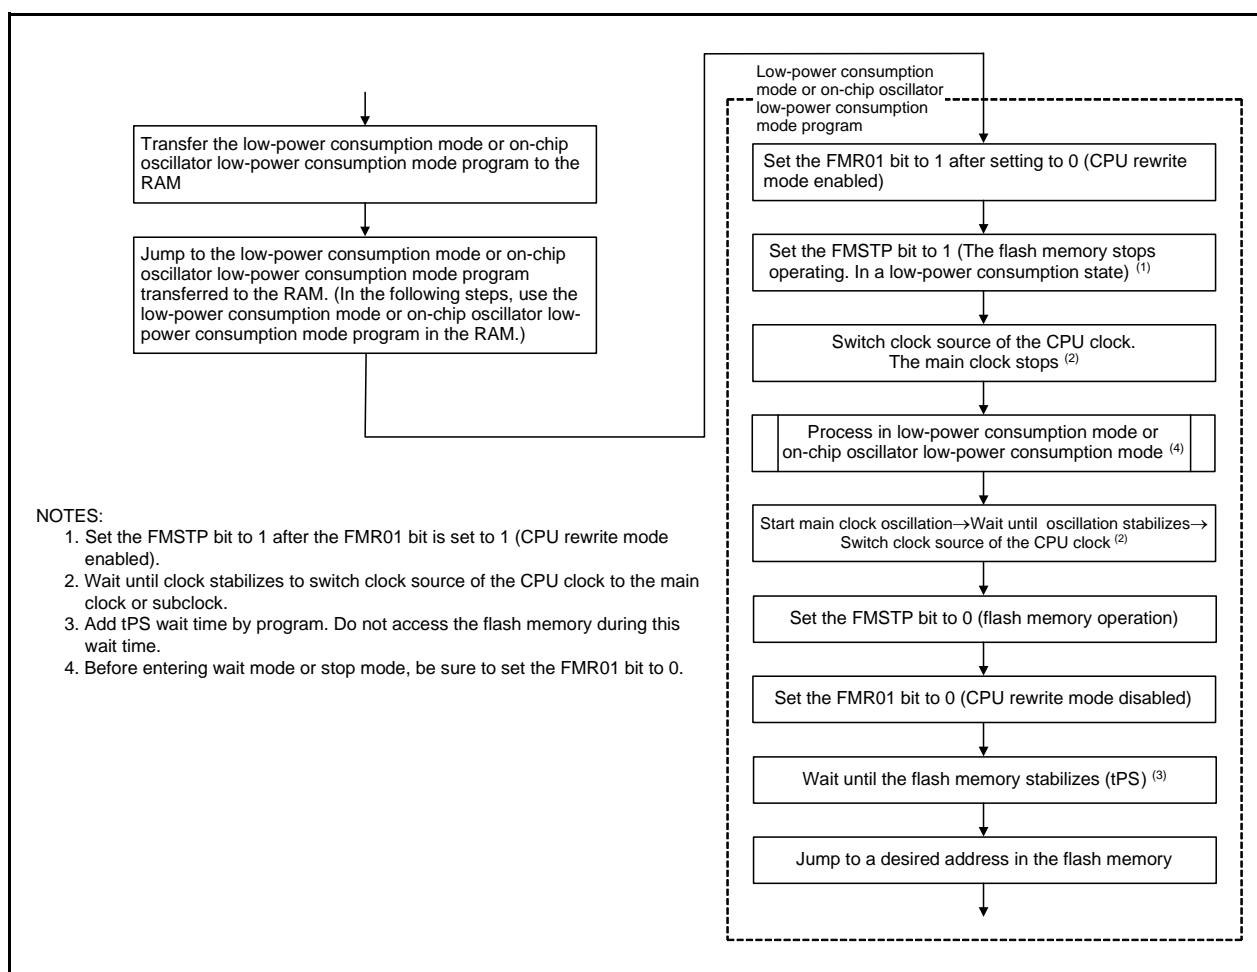 Transfer the low-power consumption mode or on-chip
oscillator low-power consumption mode program to the
RAM
Jump to the low-power consumption mode or on-chip
oscillator low-power consumption mode program
transferred to the RAM. (In the following steps, use the
low-power consumption mode or on-chip oscillator low-
power consumption mode program in the RAM.)
Low-power consumption
mode or on-chip oscillator
low-power consumption
mode program
Set the FMR01 bit to 1 after setting to 0 (CPU rewrite
mode enabled)
Set the FMSTP bit to 1 (The flash memory stops
operating. In a low-power consumption state) (1)
Switch clock source of the CPU clock.
The main clock stops (2)
Process in low-power consumption mode or
on-chip oscillator low-power consumption mode (4)
Start main clock oscillation→Wait until oscillation stabilizes→
Switch clock source of the CPU clock (2)
Set the FMSTP bit to 0 (flash memory operation)
Set the FMR01 bit to 0 (CPU rewrite mode disabled)
Wait until the flash memory stabilizes (tPS) (3)
Jump to a desired address in the flash memory
NOTES:
1. Set the FMSTP bit to 1 after the FMR01 bit is set to 1 (CPU rewrite mode
enabled).
2. Wait until clock stabilizes to switch clock source of the CPU clock to the main
clock or subclock.
3. Add tPS wait time by program. Do not access the flash memory during this
wait time.
4. Before entering wait mode or stop mode, be sure to set the FMR01 bit to 0.